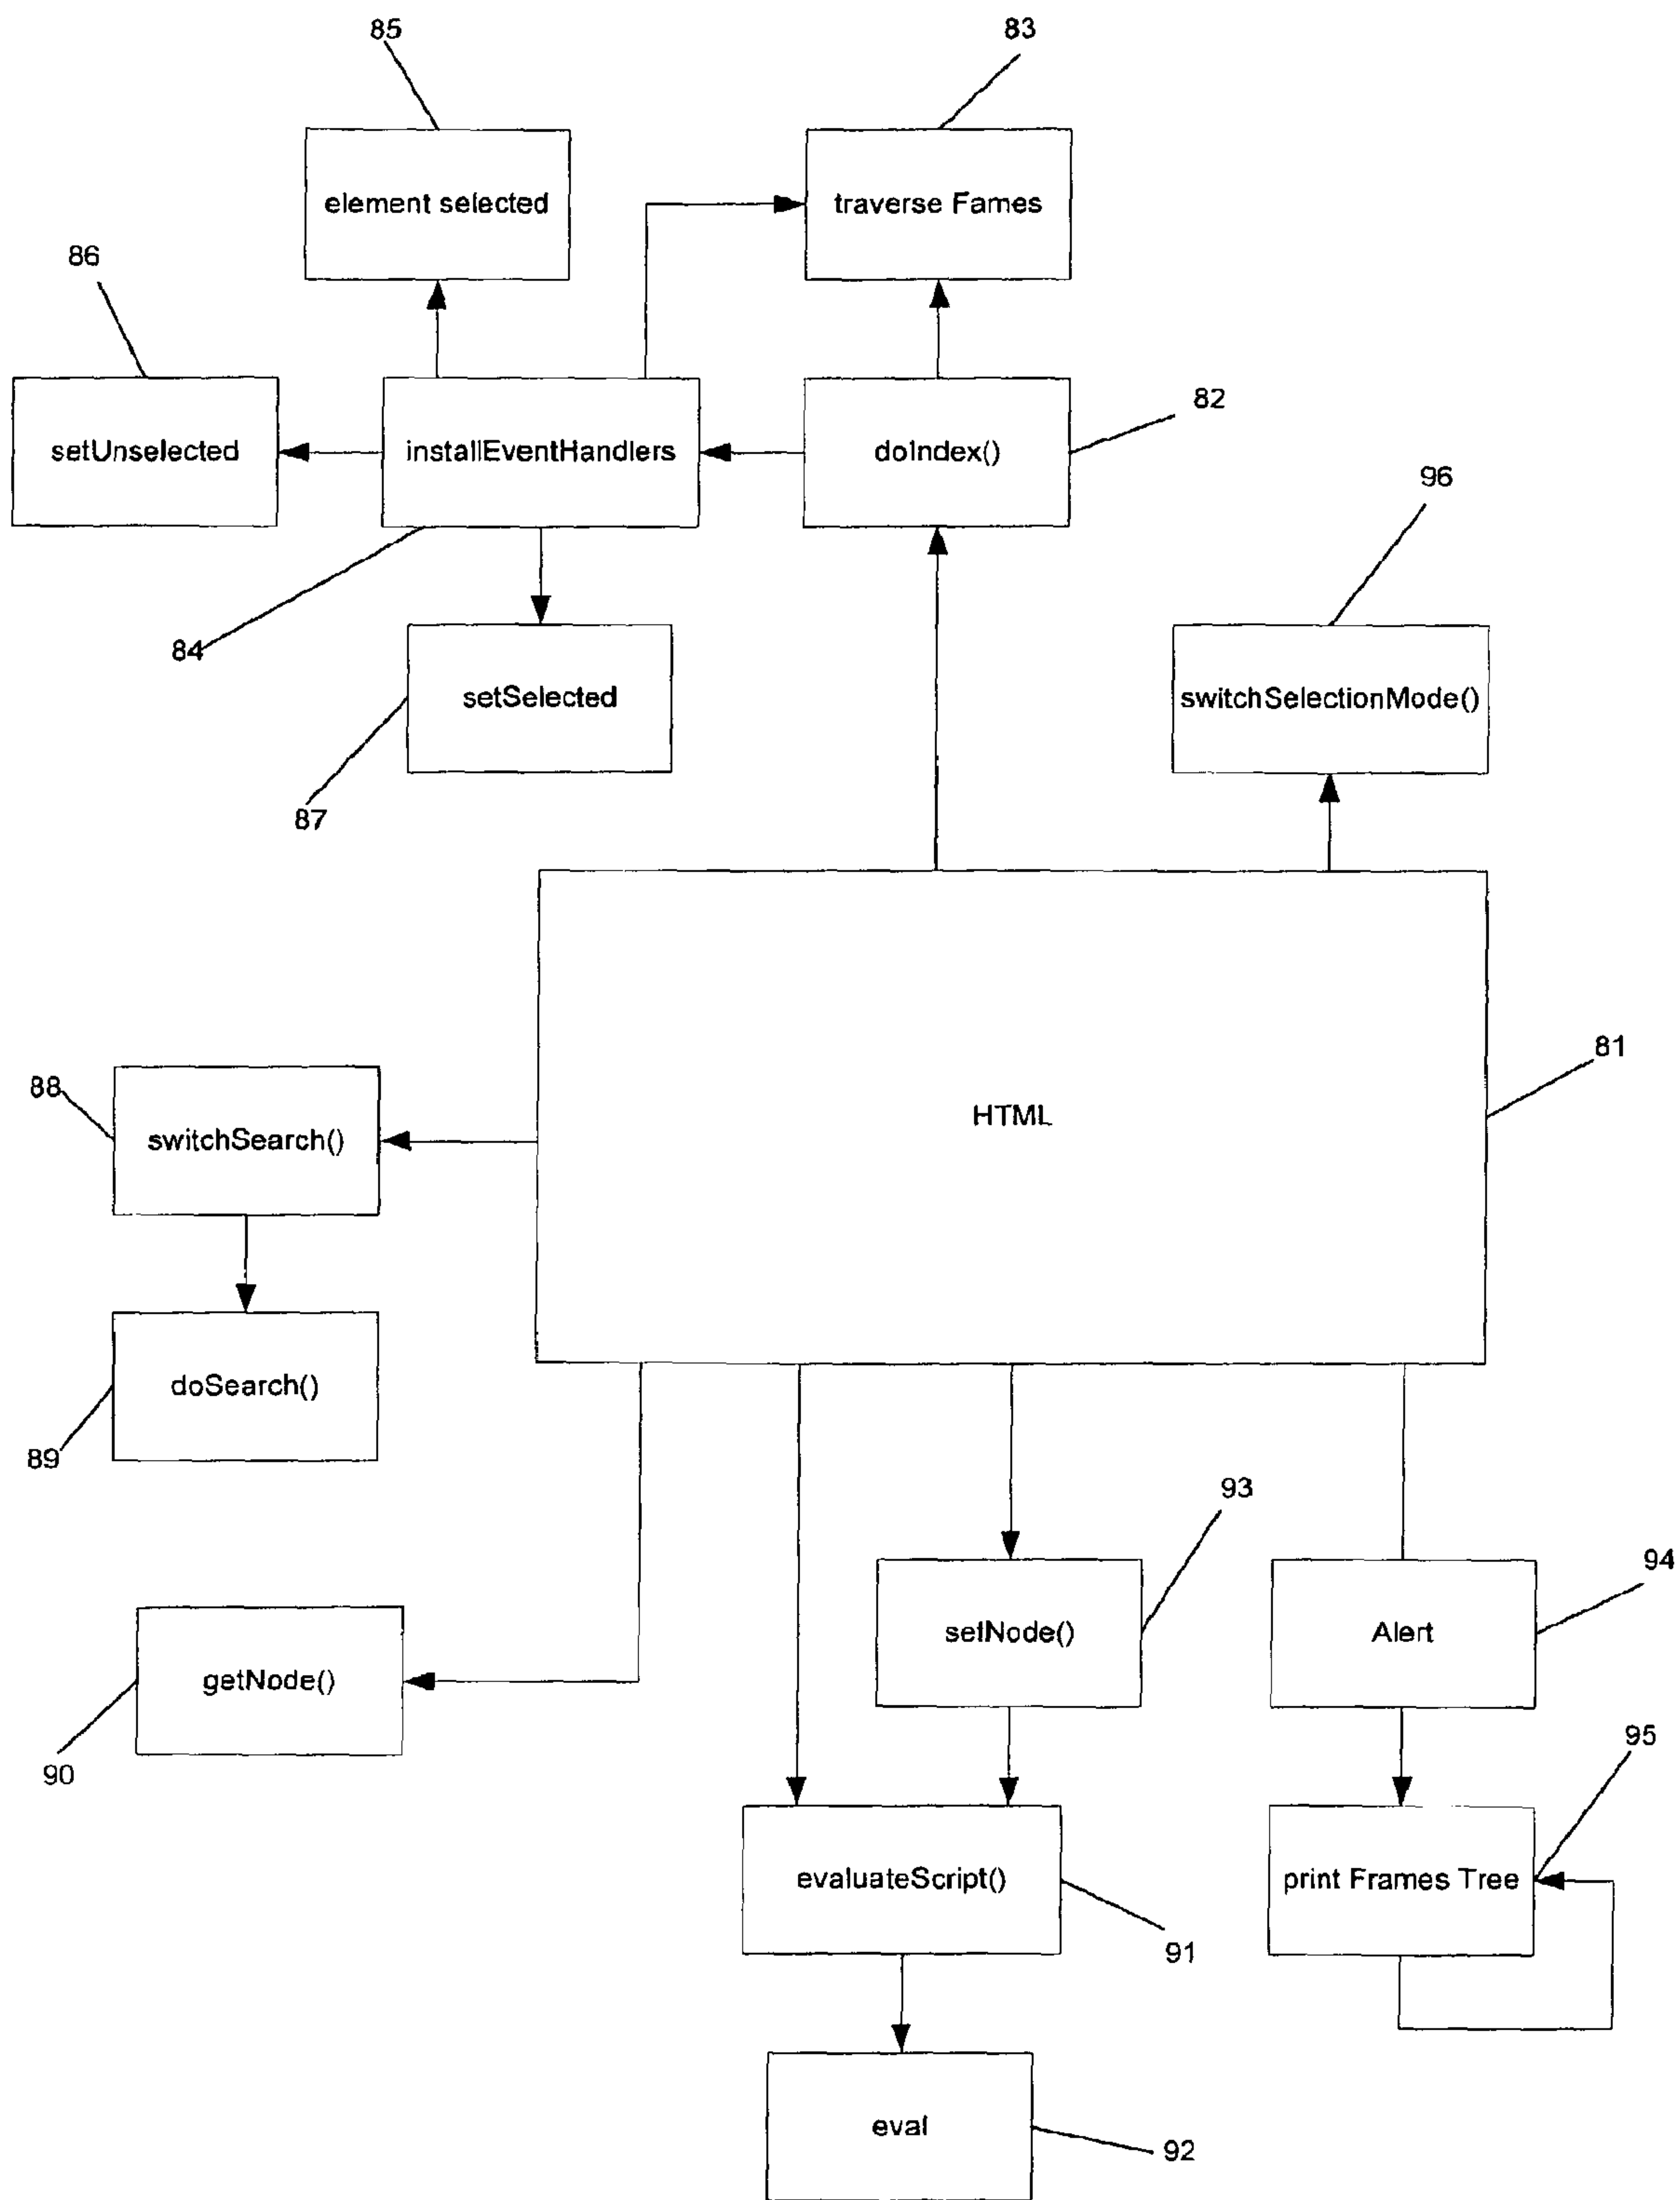 85
83
element selected
traverse Fames
86
82
setUnselected
installEventHandlers
doIndex()
96
84
setSelected
switchSelectionMode()
87
81
HTML
88
switchSearch()
doSearch()
89
93
94
setNode()
Alert
getNode()
90
95
evaluateScript()
print Frames Tree
91
eval
92